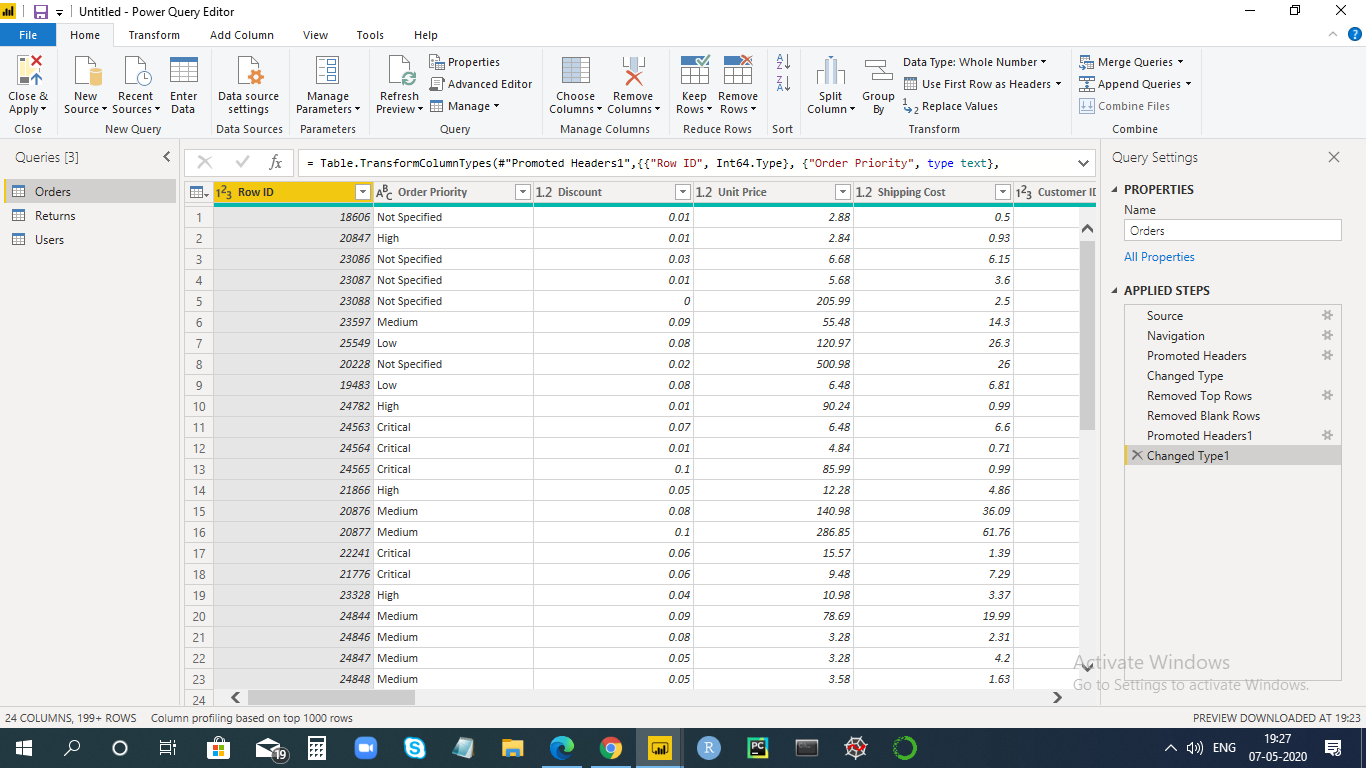 Untitled - Power Query Editor
File Home Transform Add Column View Tools Help
Close & Apply
New Source
Recent Sources
Enter Data
Data source settings
Manage Parameters
Refresh Preview
Properties
Advanced Editor
Manage
Choose Columns
Remove Columns
Keep Rows
Remove Rows
Split Column
Group By
Data Type: Whole Number
Use First Row as Headers
Replace Values
Merge Queries
Append Queries
Combine Files
Close New Query Data Sources Parameters Query Manage Columns Reduce Rows Sort Transform Combine
Queries [3]
Orders
Returns
Users
fx = Table.TransformColumnTypes(#"Promoted Headers1",{{"Row ID", Int64.Type}, {"Order Priority", type text},
123 Row ID ABC Order Priority 1.2 Discount 1.2 Unit Price 1.2 Shipping Cost 123 Customer ID
1 18606 Not Specified 0.01 2.88 0.5
2 20847 High 0.01 2.84 0.93
3 23086 Not Specified 0.03 6.68 6.15
4 23087 Not Specified 0.01 5.68 3.6
5 23088 Not Specified 0 205.99 2.5
6 23597 Medium 0.09 55.48 14.3
7 25549 Low 0.08 120.97 26.3
8 20228 Not Specified 0.02 500.98 26
9 19483 Low 0.08 6.48 6.81
10 24782 High 0.01 90.24 0.99
11 24563 Critical 0.07 6.48 6.6
12 24564 Critical 0.01 4.84 0.71
13 24565 Critical 0.1 85.99 0.99
14 21866 High 0.05 12.28 4.86
15 20876 Medium 0.08 140.98 36.09
16 20877 Medium 0.1 286.85 61.76
17 22241 Critical 0.06 15.57 1.39
18 21776 Critical 0.06 9.48 7.29
19 23328 High 0.04 10.98 3.37
20 24844 Medium 0.09 78.69 19.99
21 24846 Medium 0.08 3.28 2.31
22 24847 Medium 0.05 3.28 4.2
23 24848 Medium 0.05 3.58 1.63
24
Query Settings
PROPERTIES
Name
Orders
All Properties
APPLIED STEPS
Source
Navigation
Promoted Headers
Changed Type
Removed Top Rows
Removed Blank Rows
Promoted Headers1
Changed Type1
Activate Windows
Go to Settings to activate Windows.
24 COLUMNS, 199+ ROWS Column profiling based on top 1000 rows PREVIEW DOWNLOADED AT 19:23
19 R PC ENG 19:27
07-05-2020